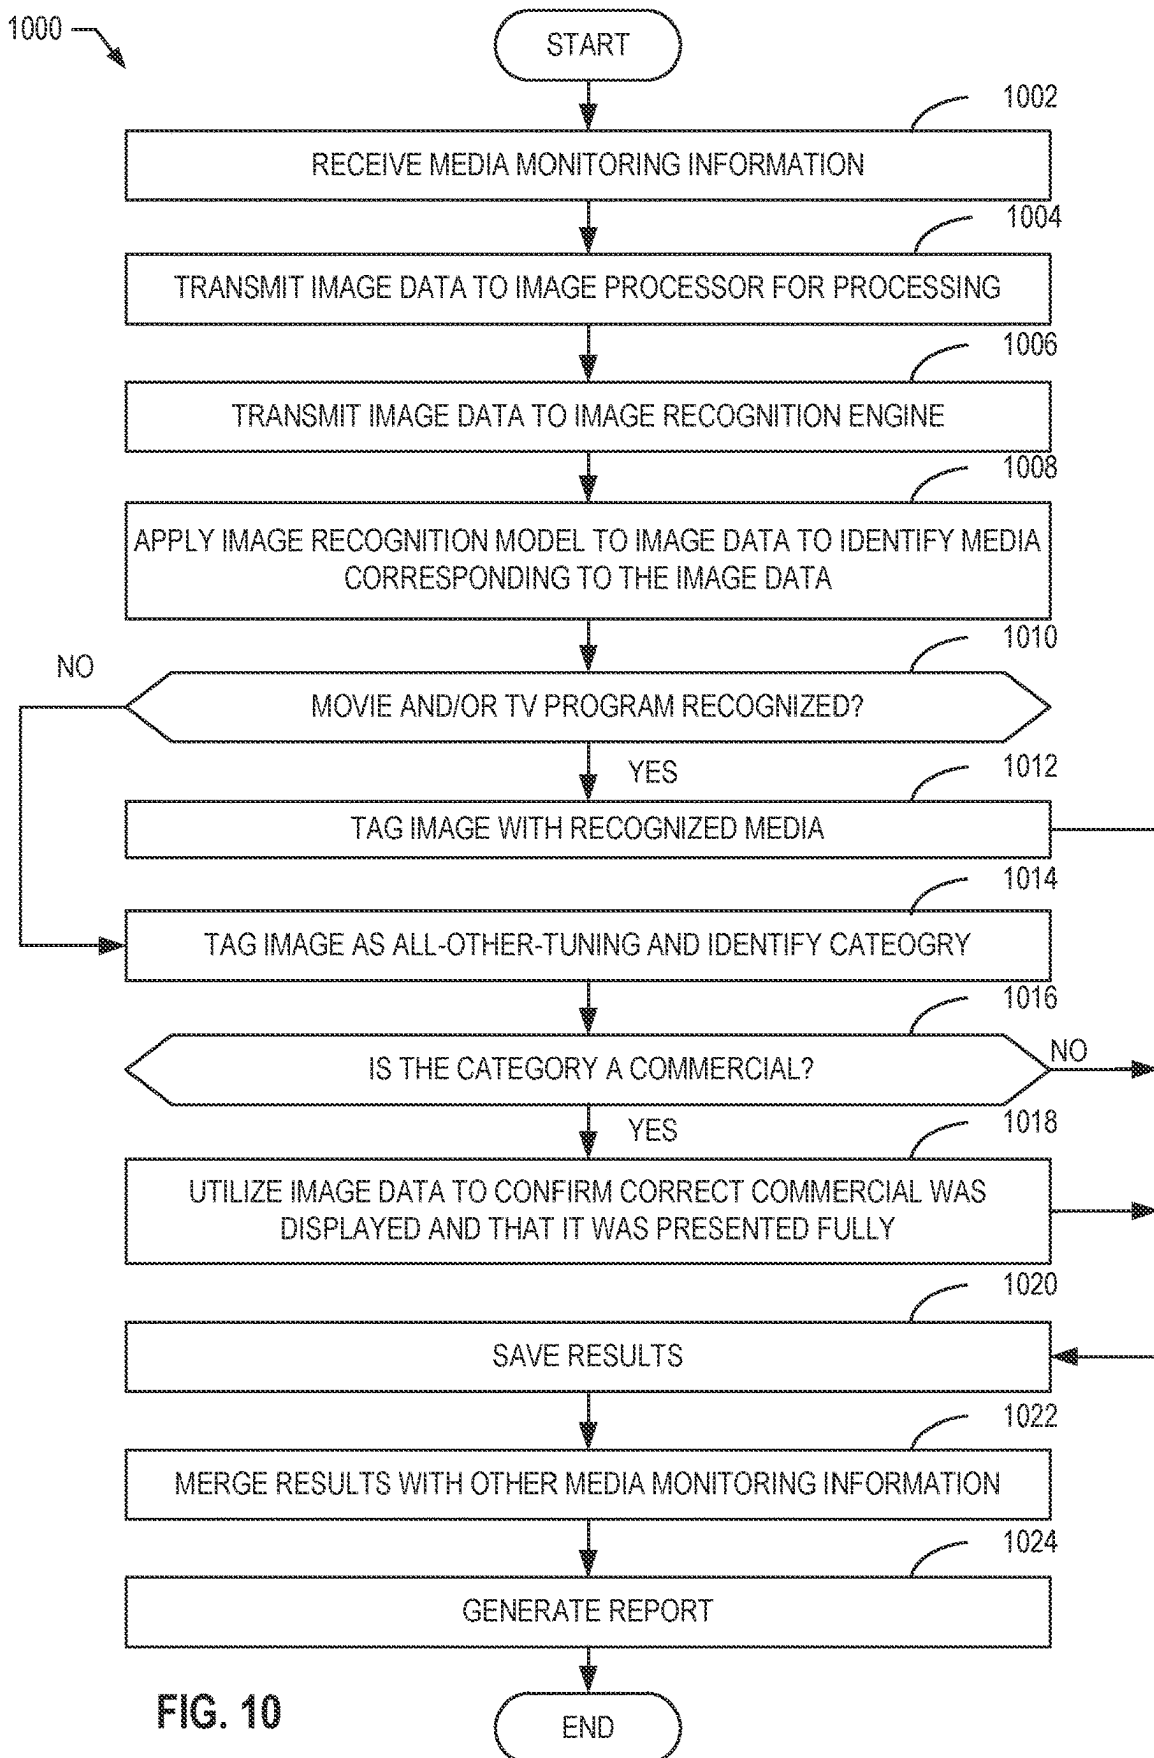 1000
START
1002
RECEIVE MEDIA MONITORING INFORMATION
1004
TRANSMIT IMAGE DATA TO IMAGE PROCESSOR FOR PROCESSING
1006
TRANSMIT IMAGE DATA TO IMAGE RECOGNITION ENGINE
1008
APPLY IMAGE RECOGNITION MODEL TO IMAGE DATA TO IDENTIFY MEDIA
CORRESPONDING TO THE IMAGE DATA
1010
NO
MOVIE AND/OR TV PROGRAM RECOGNIZED?
YES
1012
TAG IMAGE WITH RECOGNIZED MEDIA
1014
TAG IMAGE AS ALL-OTHER-TUNING AND IDENTIFY CATEOGRY
1016
IS THE CATEGORY A COMMERCIAL?
NO
YES
1018
UTILIZE IMAGE DATA TO CONFIRM CORRECT COMMERCIAL WAS
DISPLAYED AND THAT IT WAS PRESENTED FULLY
1020
SAVE RESULTS
1022
MERGE RESULTS WITH OTHER MEDIA MONITORING INFORMATION
1024
GENERATE REPORT
FIG. 10
END